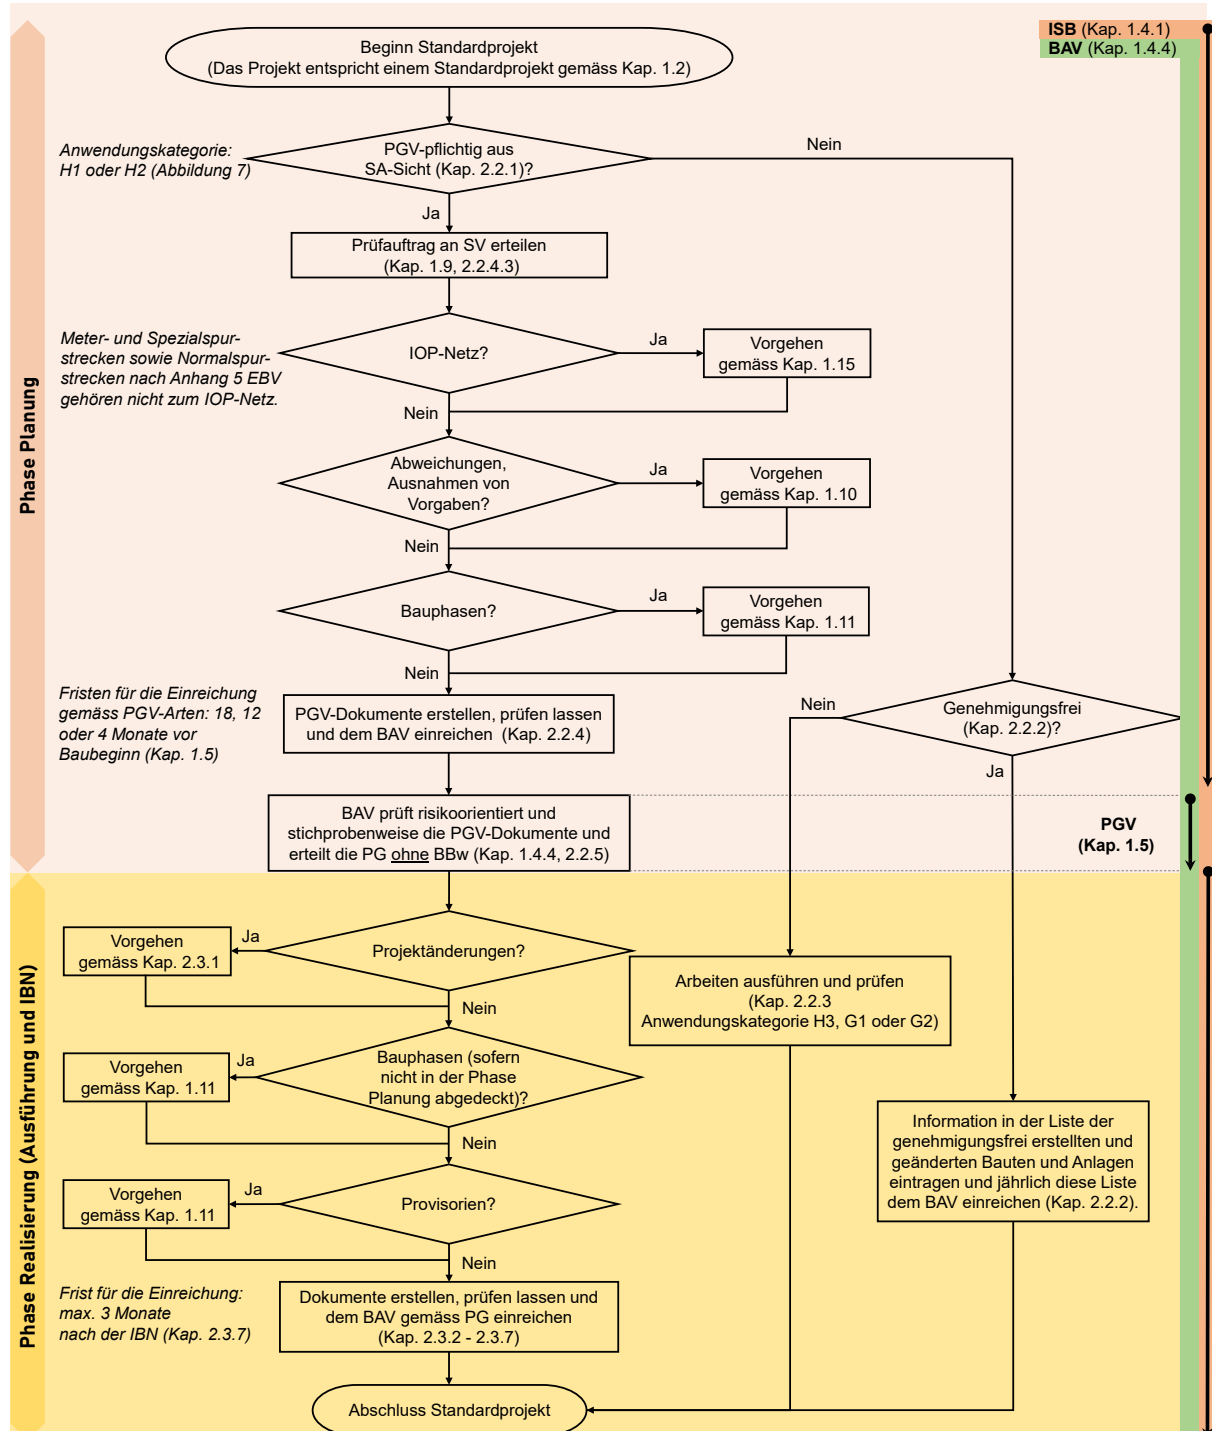 ISB (Kap. 1.4.1)
BAV (Kap. 1.4.4)
Beginn Standardprojekt
(Das Projekt entspricht einem Standardprojekt gemäss Kap. 1.2)
Anwendungskategorie:
H1 oder H2 (Abbildung 7)
PGV-pflichtig aus
SA-Sicht (Kap. 2.2.1)?
Nein
Ja
Prüfauftrag an SV erteilen
(Kap. 1.9, 2.2.4.3)
Meter- und Spezialspur-
strecken sowie Normalspur-
strecken nach Anhang 5 EBV
gehören nicht zum IOP-Netz.
IOP-Netz?
Ja
Vorgehen
gemäss Kap. 1.15
Nein
Abweichungen,
Ausnahmen von
Vorgaben?
Ja
Vorgehen
gemäss Kap. 1.10
Nein
Bauphasen?
Ja
Vorgehen
gemäss Kap. 1.11
Nein
Phase Planung
Fristen für die Einreichung
gemäss PGV-Arten: 18, 12
oder 4 Monate vor
Baubeginn (Kap. 1.5)
PGV-Dokumente erstellen, prüfen lassen
und dem BAV einreichen (Kap. 2.2.4)
Nein
Genehmigungsfrei
(Kap. 2.2.2)?
Ja
BAV prüft risikoorientiert und
stichprobenweise die PGV-Dokumente und
erteilt die PG ohne BBw (Kap. 1.4.4, 2.2.5)
PGV
(Kap. 1.5)
Phase Realisierung (Ausführung und IBN)
Projektänderungen?
Ja
Vorgehen
gemäss Kap. 2.3.1
Nein
Arbeiten ausführen und prüfen
(Kap. 2.2.3
Anwendungskategorie H3, G1 oder G2)
Bauphasen (sofern
nicht in der Phase
Planung abgedeckt)?
Ja
Vorgehen
gemäss Kap. 1.11
Nein
Information in der Liste der
genehmigungsfrei erstellten und
geänderten Bauten und Anlagen
eintragen und jährlich diese Liste
dem BAV einreichen (Kap. 2.2.2).
Provisorien?
Ja
Vorgehen
gemäss Kap. 1.11
Nein
Frist für die Einreichung:
max. 3 Monate
nach der IBN (Kap. 2.3.7)
Dokumente erstellen, prüfen lassen und
dem BAV gemäss PG einreichen
(Kap. 2.3.2 - 2.3.7)
Abschluss Standardprojekt